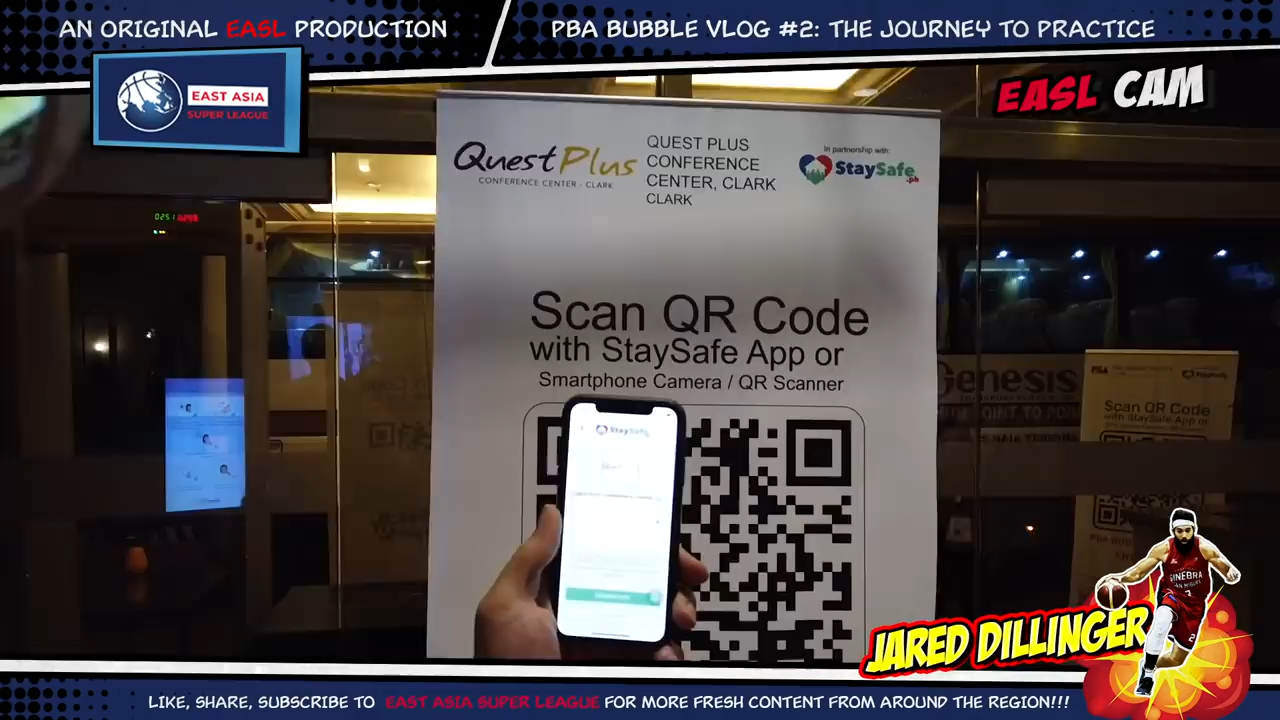 AN ORIGINAL EASL PRODUCTION
PBA BUBBLE VLOG #2: THE JOURNEY TO PRACTICE
EAST ASIA
SUPER LEAGUE
EASL CAM
QuestPlus
CONFERENCE CENTER - CLARK
QUEST PLUS
CONFERENCE
CENTER, CLARK
CLARK
In partnership with:
StaySafe.ph
Scan QR Code
with StaySafe App or
Smartphone Camera / QR Scanner
StaySafe
Genesis
Scan QR Code
with StaySafe App or
GINEBRA
JARED DILLINGER
LIKE, SHARE, SUBSCRIBE TO EAST ASIA SUPER LEAGUE FOR MORE FRESH CONTENT FROM AROUND THE REGION!!!